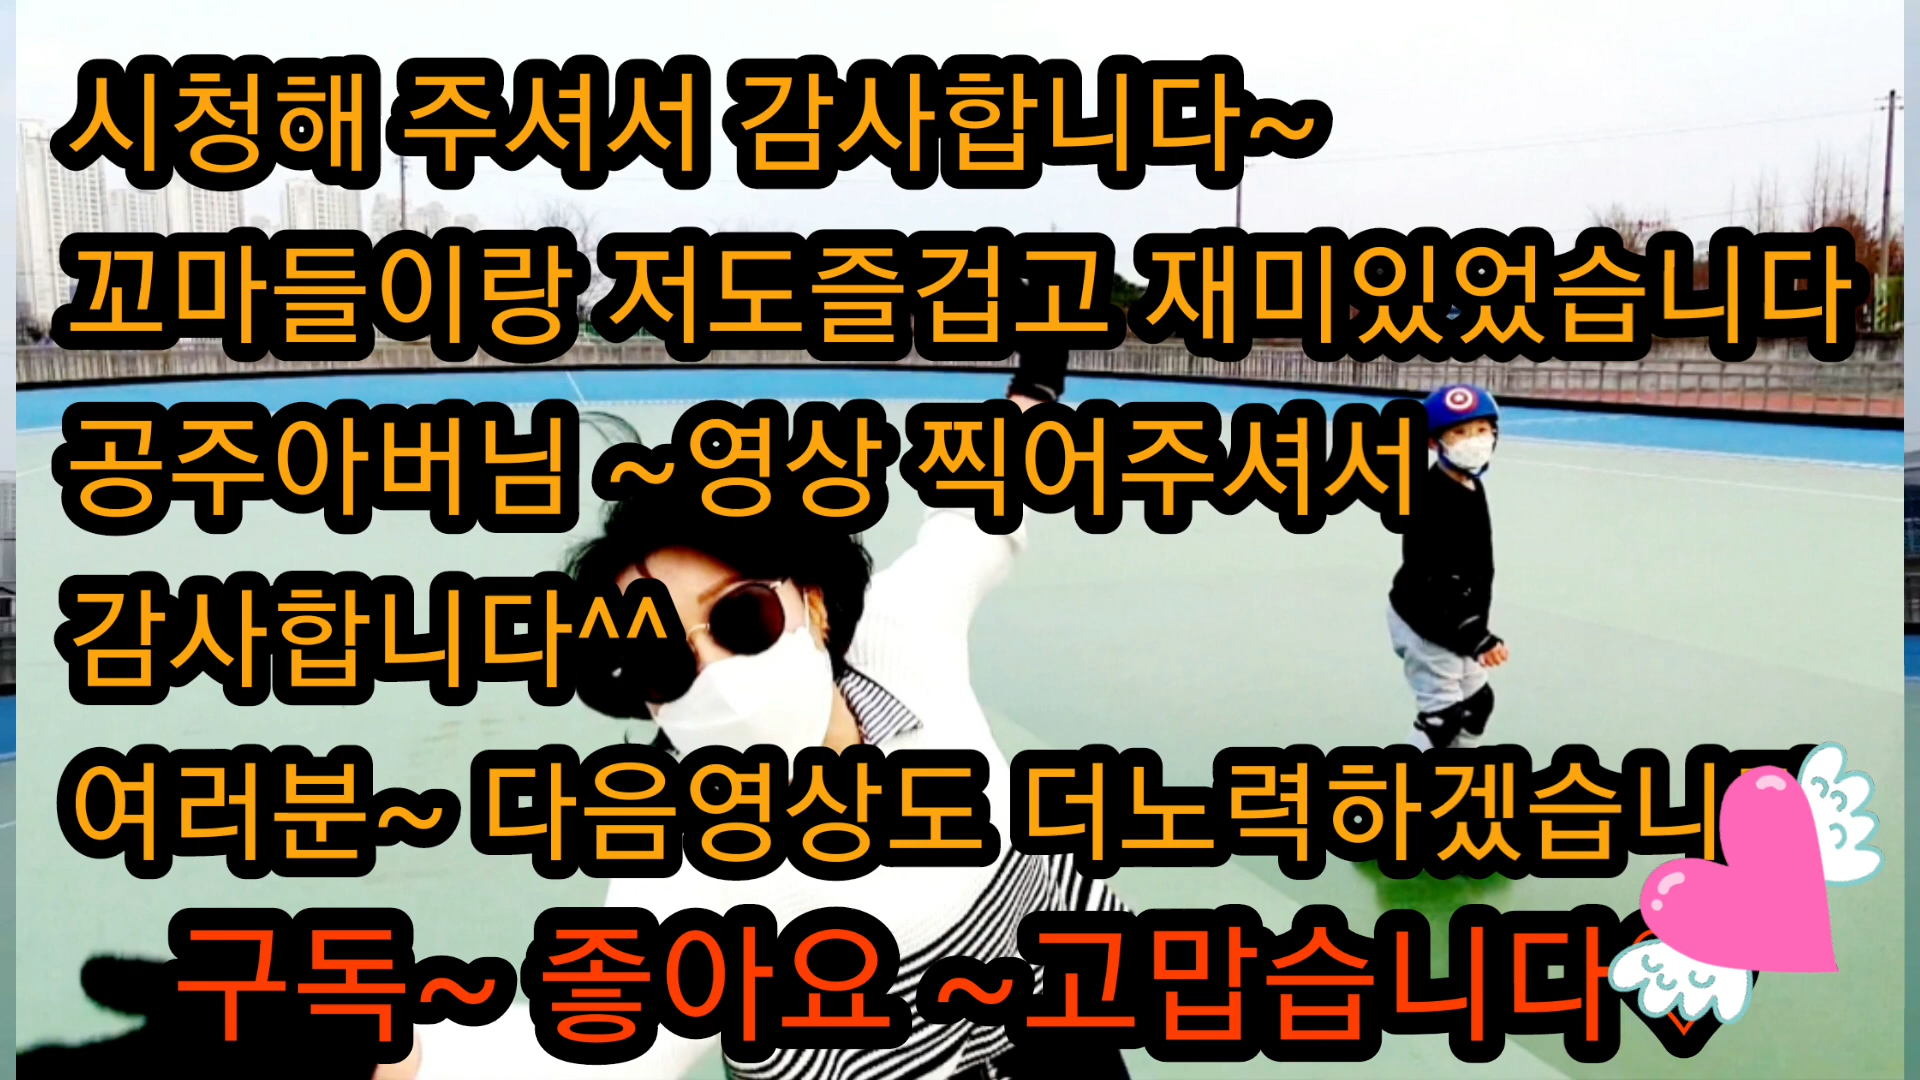 시청해 주셔서 감사합니다~
꼬마들이랑 저도즐겁고 재미있었습니다
공주아버님 ~영상 찍어주셔서
감사합니다^^
여러분~ 다음영상도 더노력하겠습니다
구독~ 좋아요 ~고맙습니다